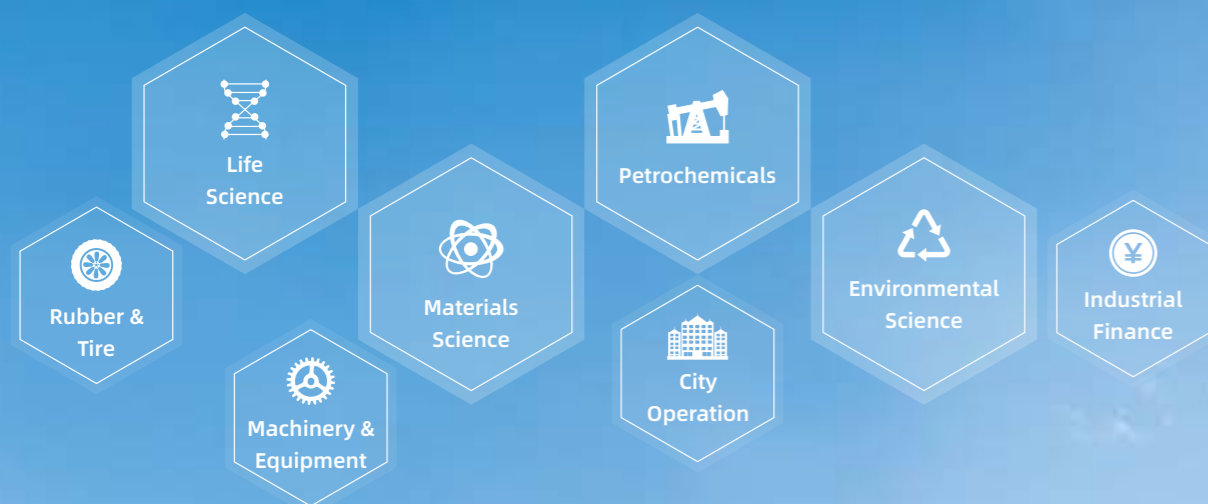 Life
Science
Petrochemicals
Rubber &
Tire
Materials
Science
Environmental
Science
¥
Industrial
Finance
Machinery &
Equipment
City
Operation